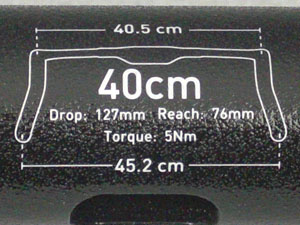 40.5 cm
40cm
Drop: 127mm Reach: 76mm
Torque: 5Nm
45.2 cm